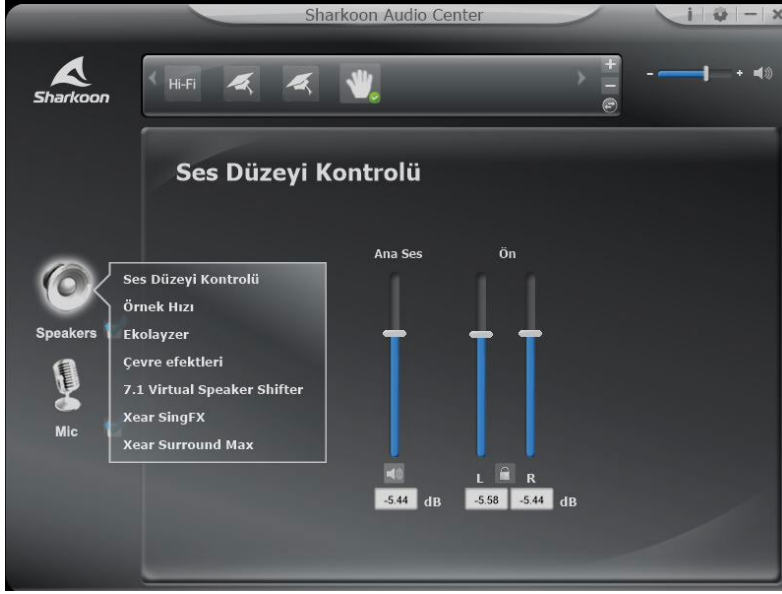 Sharkoon Audio Center
Sharkoon
Hi-Fi
Ses Düzeyi Kontrolü
Ana Ses
Ön
Speakers
Ses Düzeyi Kontrolü
Örnek Hızı
Ekolayzer
Çevre efektleri
7.1 Virtual Speaker Shifter
Xear SingFX
Xear Surround Max
Mic
L R
-5.44 dB
-5.58 -5.44 dB